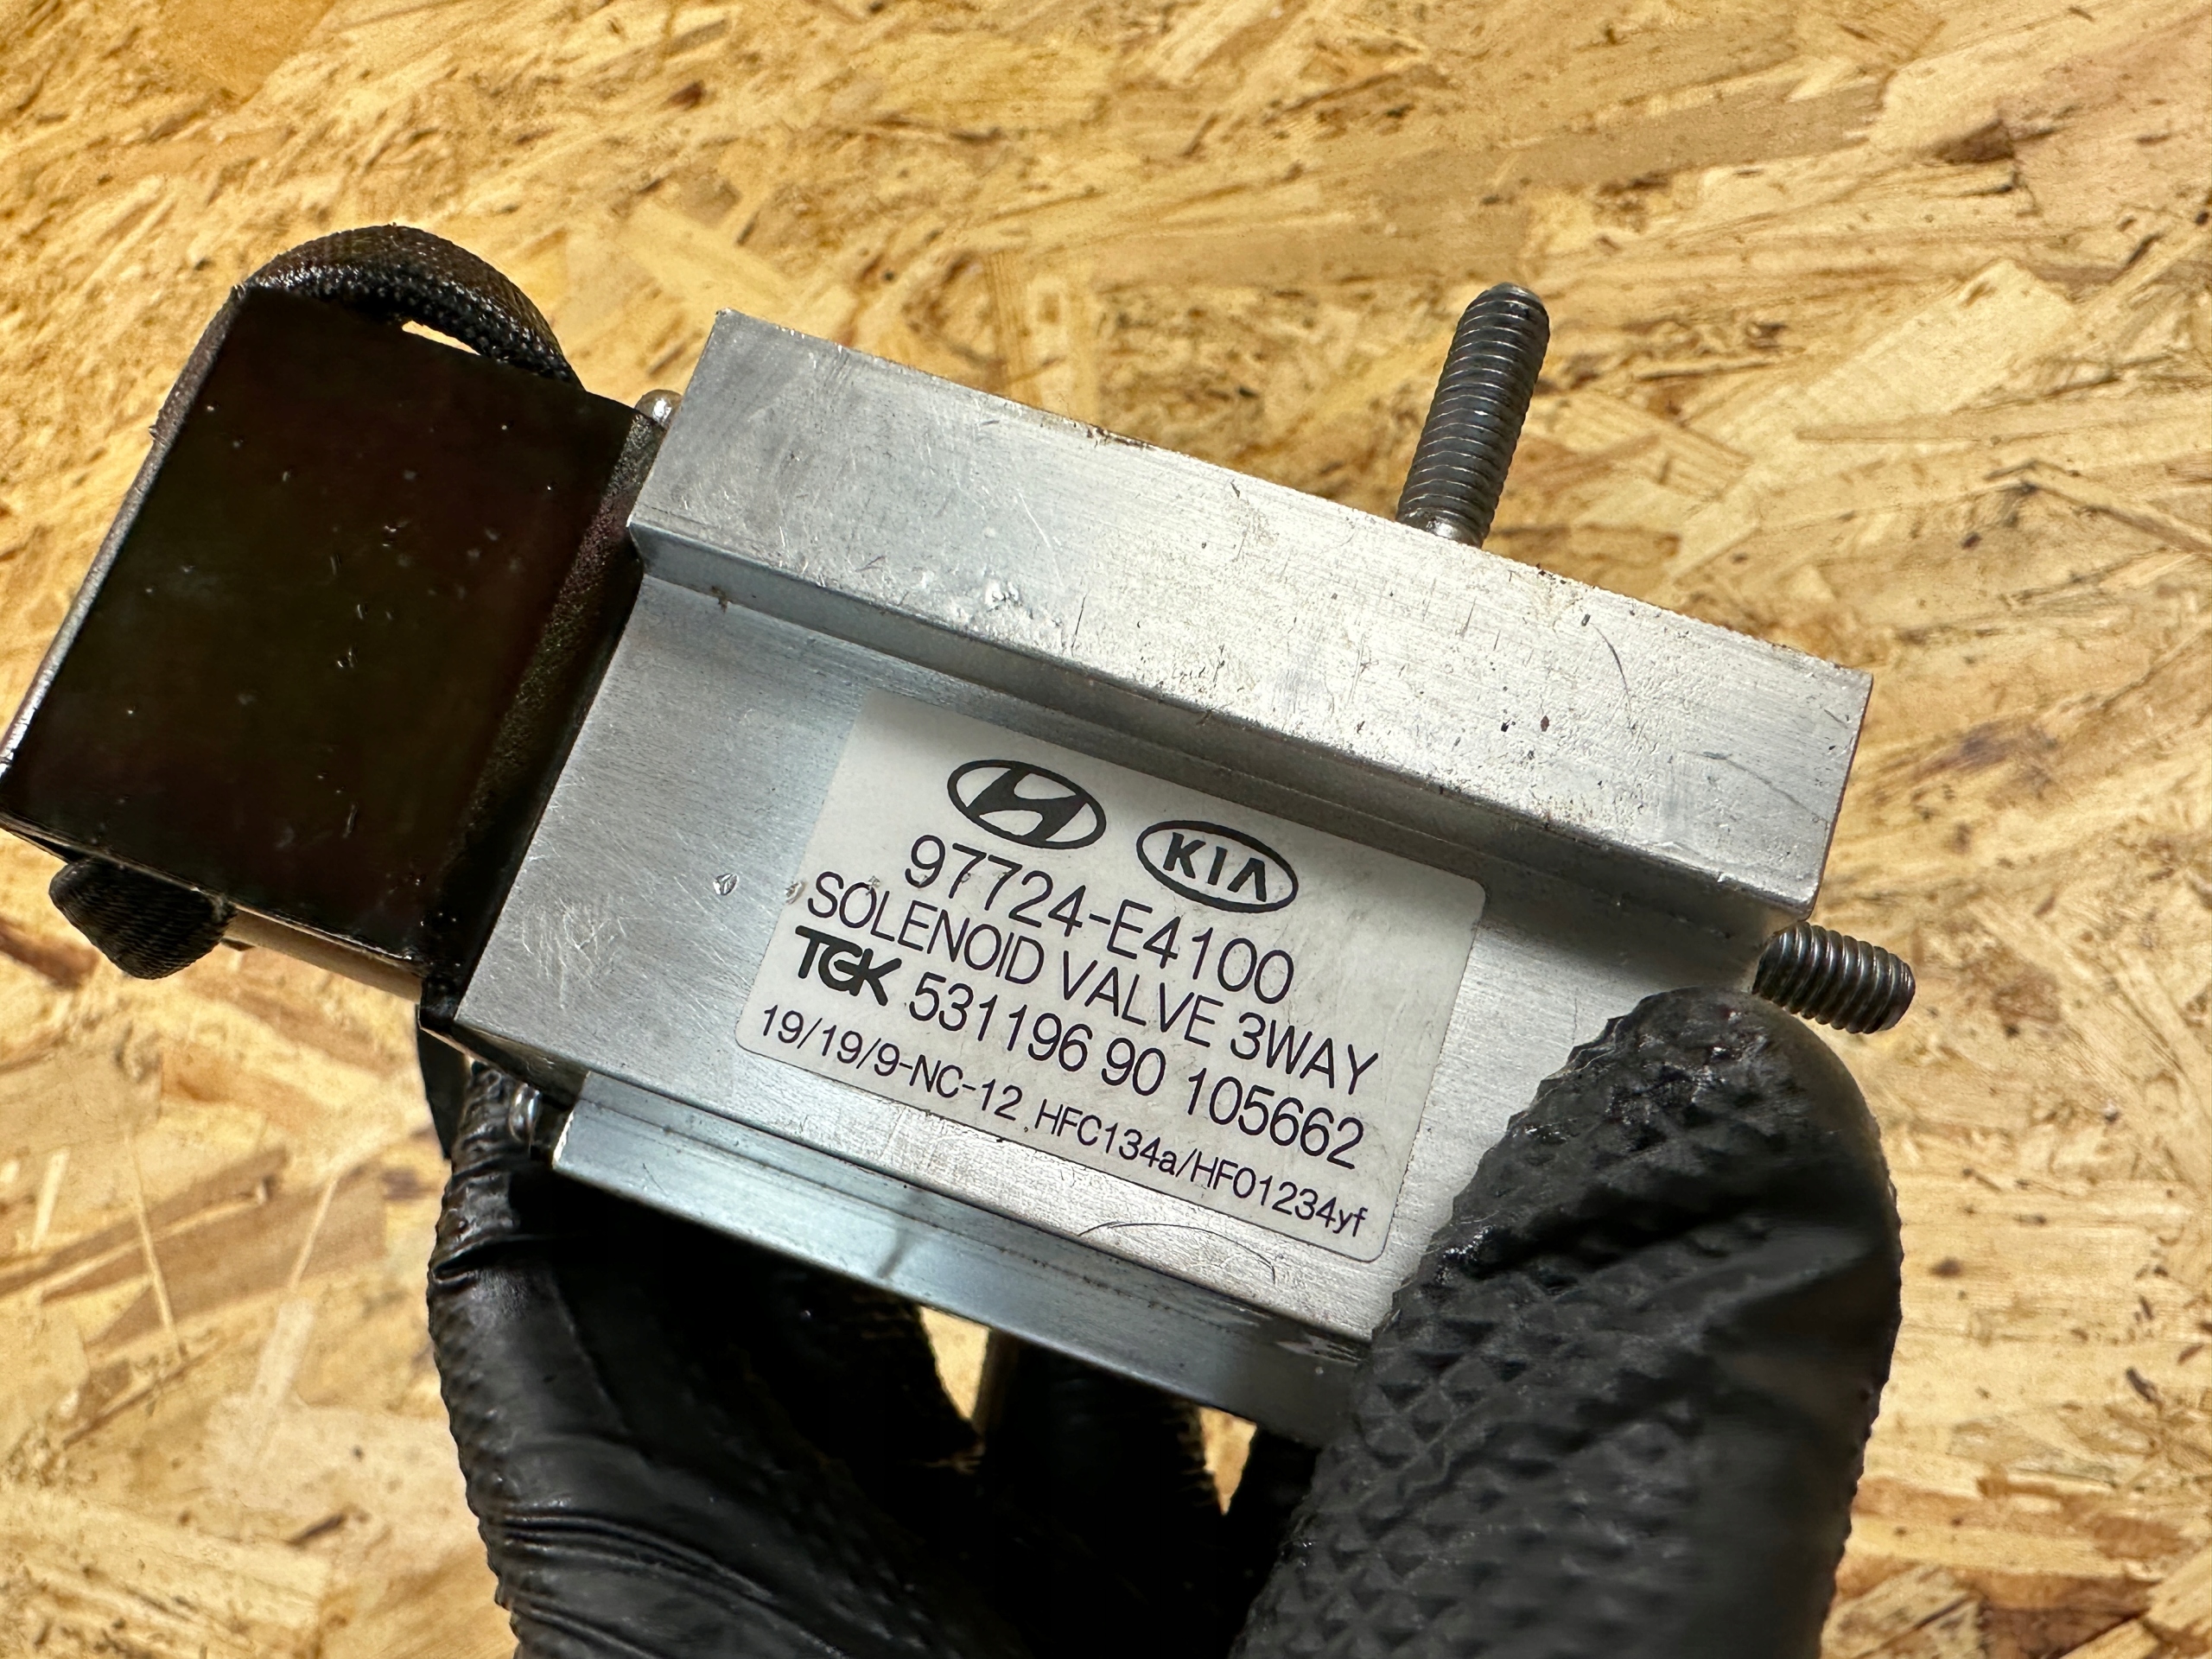 KIA
97724-E4100
SOLENOID VALVE 3WAY
TGK 531196 90 105662
19/19/9-NC-12 HFC134a/HFO1234yf